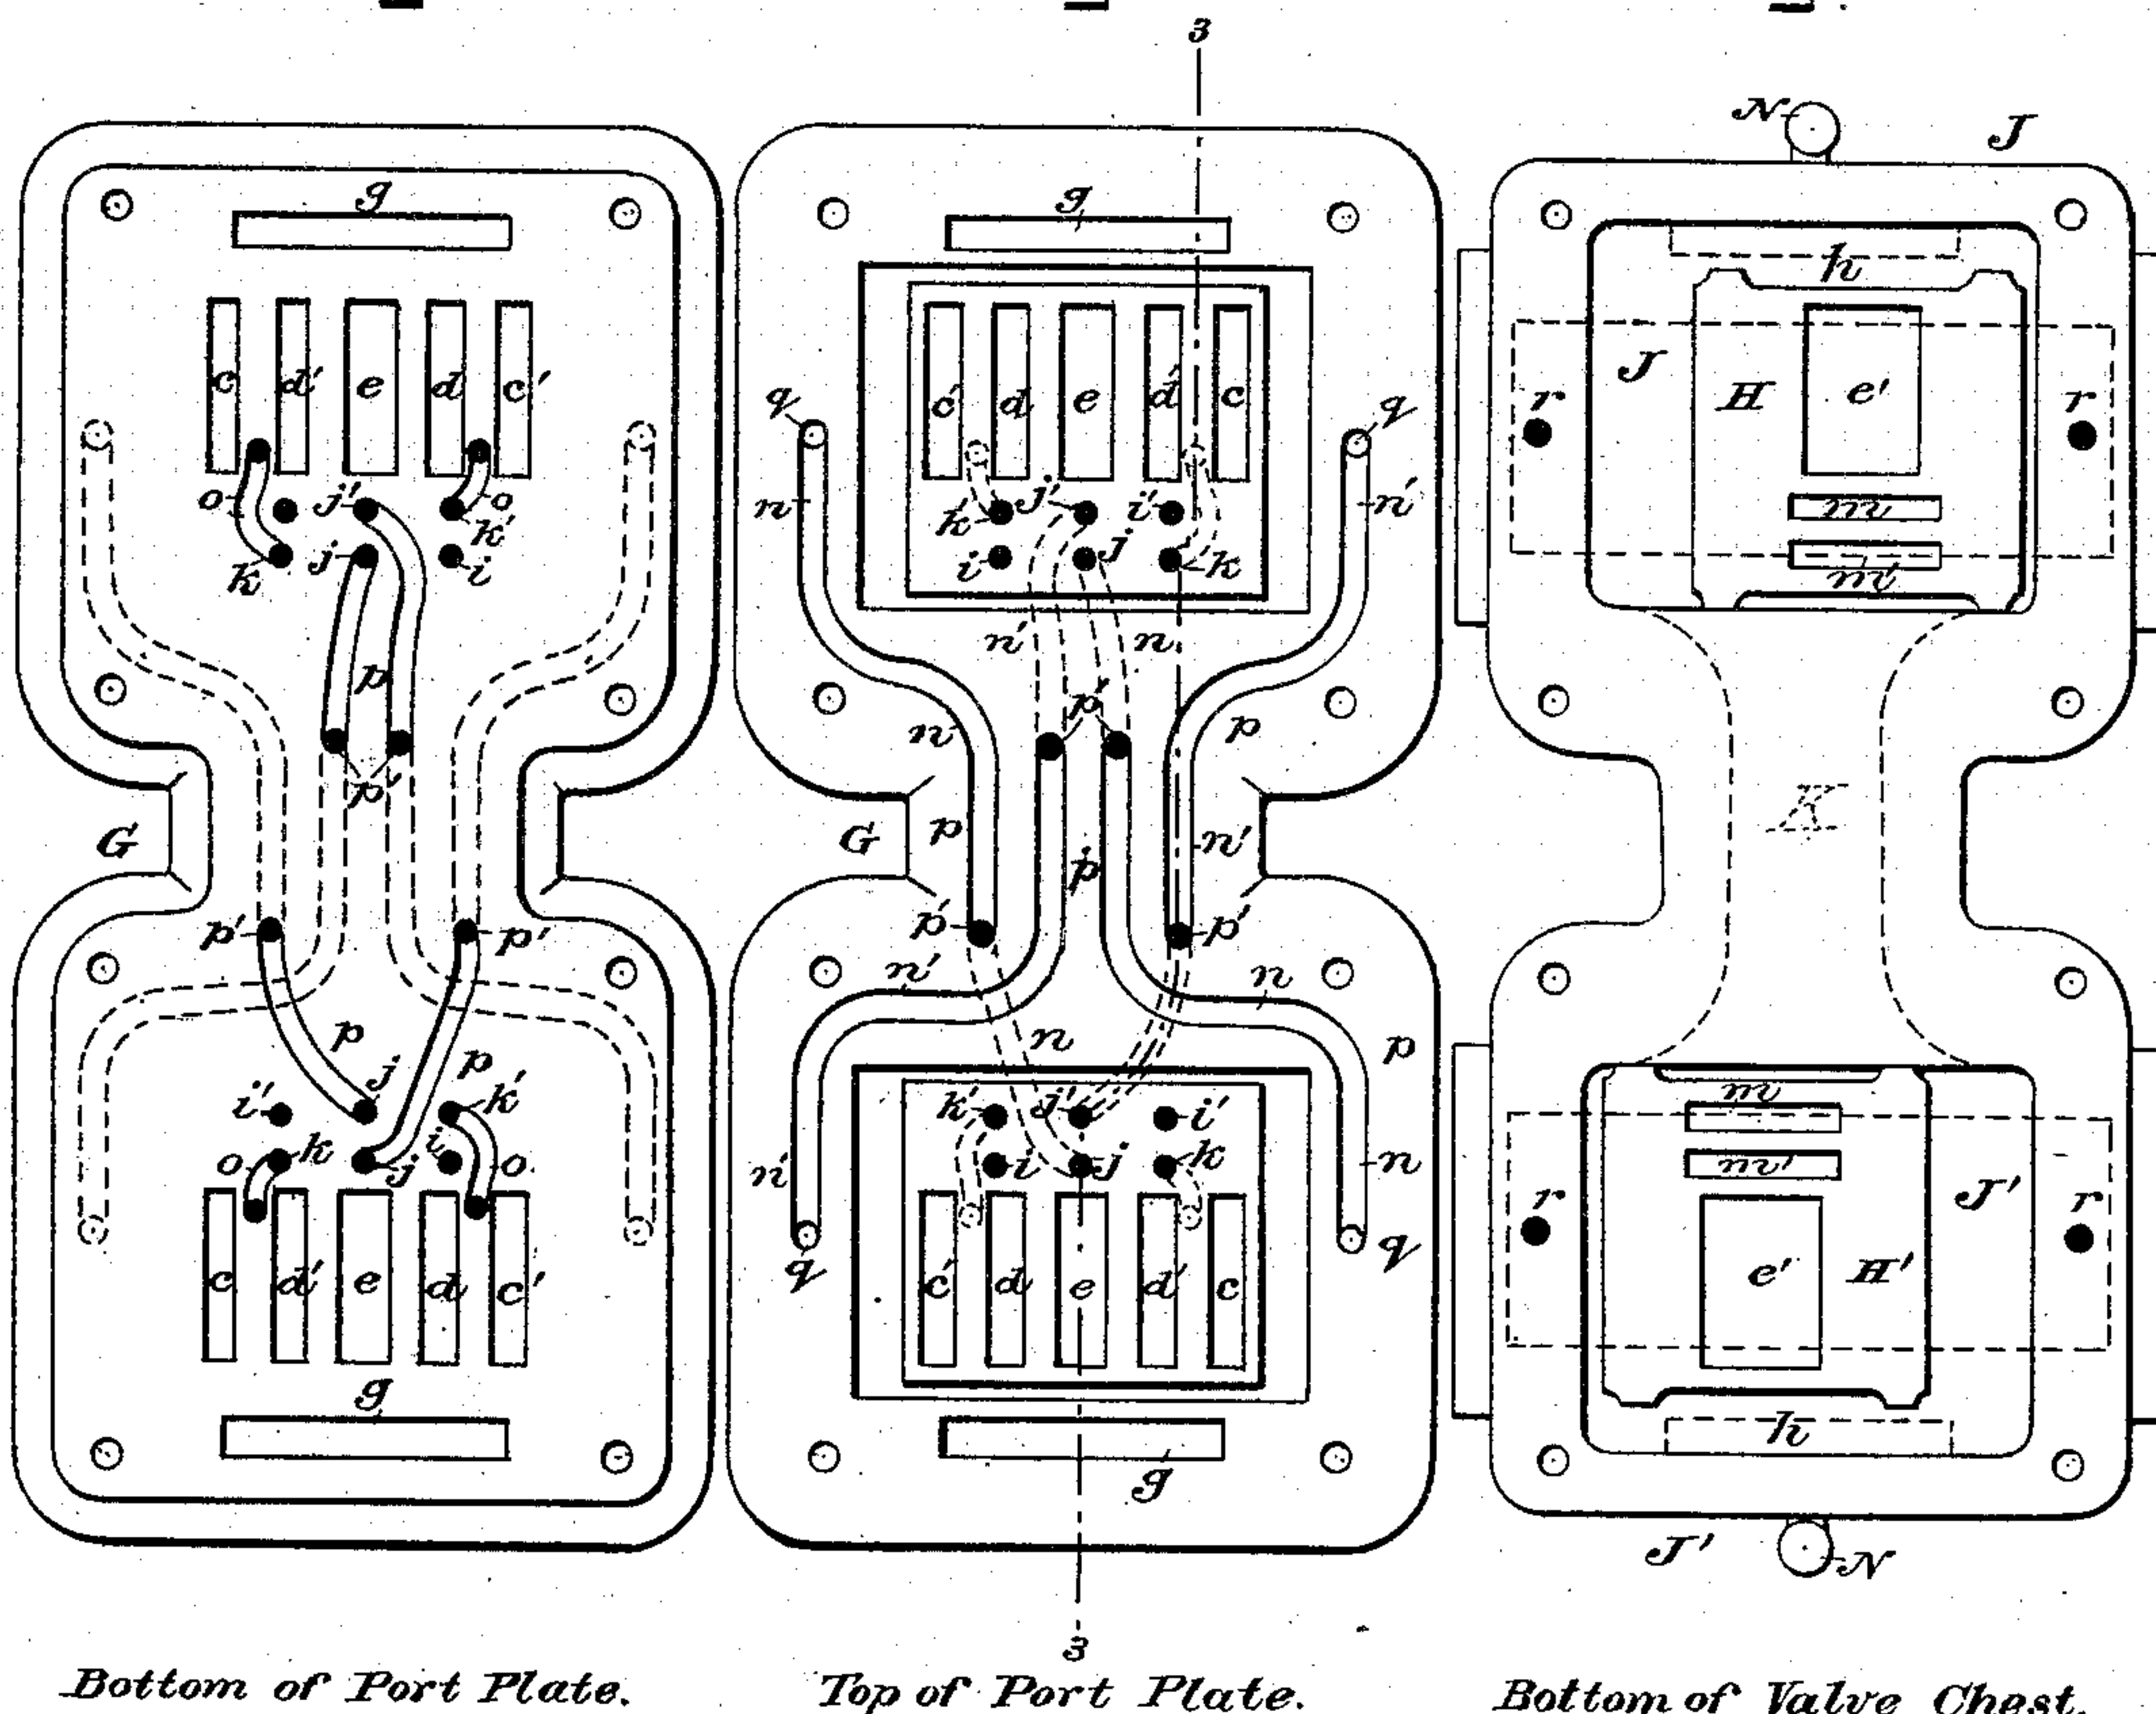 3
N J
g g h
c d' e d c' c' d e d' c J H e' r r
q q
o j' o k' n k' j' i' n' m
k j i i j k m'
n' n
p p' n p
p'
G G p p n' K
p' p' p' p'
n' n
p p n p
j
i' k' k' j' i' m
o k j i o i j k n' n m' J' r r
q q
c d' e d c' c' d e d' c e' H'
g h
g
J' N
3
Bottom of Port Plate. Top of Port Plate. Bottom of Valve Chest.